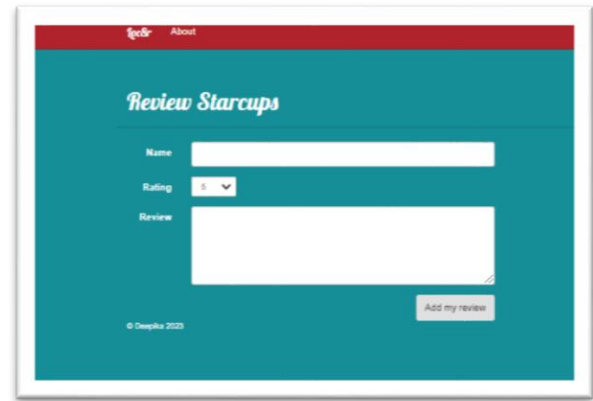 Loc8r About
Review Starcups
Name
Rating 5
Review
Add my review
© Deepika 2023